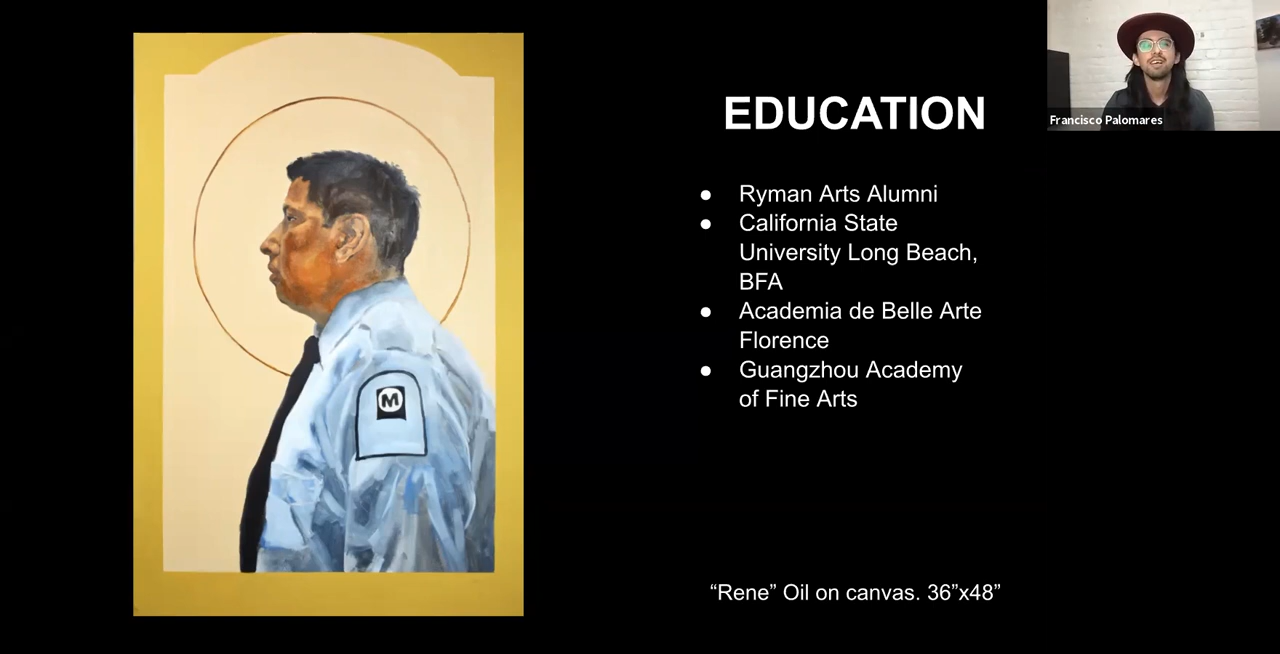 EDUCATION
Francisco Palomares
● Ryman Arts Alumni
● California State
University Long Beach,
BFA
● Academia de Belle Arte
Florence
● Guangzhou Academy
of Fine Arts
M
“Rene” Oil on canvas. 36”x48”